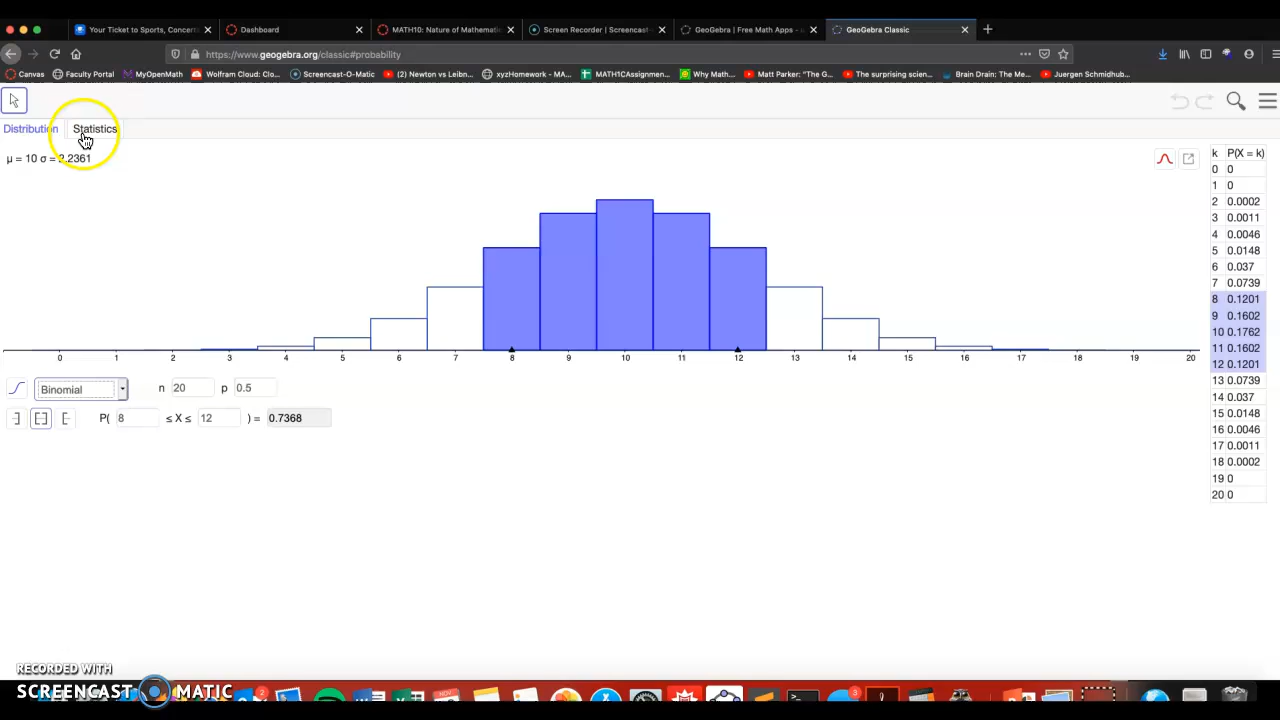 Your Ticket to Sports, Concerts
Dashboard
MATH10: Nature of Mathemati
Screen Recorder | Screencast-O
GeoGebra | Free Math Apps - u
GeoGebra Classic
https://www.geogebra.org/classic#probability
Canvas
Faculty Portal
MyOpenMath
Wolfram Cloud: Clo...
Screencast-O-Matic
(2) Newton vs Leibn...
xyzHomework - MA...
MATH1CAssignmen...
Why Math...
Matt Parker: "The G...
The surprising scien...
Brain Drain: The Me...
Juergen Schmidhub...
Distribution
Statistics
μ = 10 σ = 2.2361
0 1 2 3 4 5 6 7 8 9 10 11 12 13 14 15 16 17 18 19 20
Binomial
n 20 p 0.5
P( 8 ≤ X ≤ 12 ) = 0.7368
k P(X = k)
0 0
1 0
2 0.0002
3 0.0011
4 0.0046
5 0.0148
6 0.037
7 0.0739
8 0.1201
9 0.1602
10 0.1762
11 0.1602
12 0.1201
13 0.0739
14 0.037
15 0.0148
16 0.0046
17 0.0011
18 0.0002
19 0
20 0
RECORDED WITH
SCREENCAST MATIC
2
3